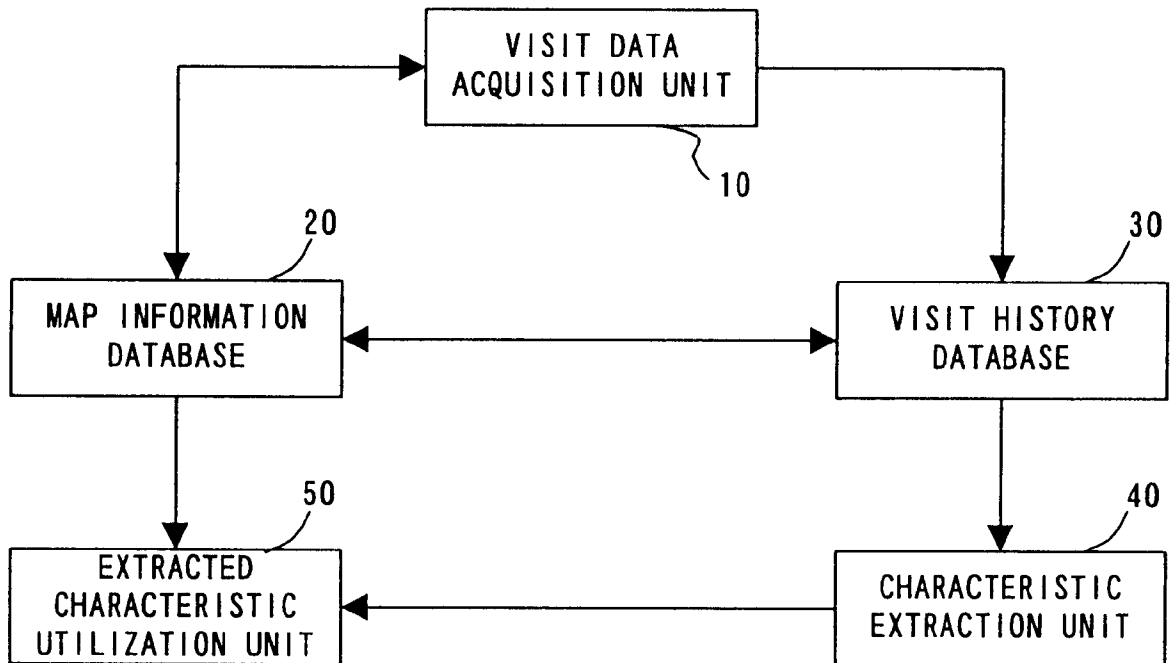 VISIT DATA
ACQUISITION UNIT
10
20
30
MAP INFORMATION
DATABASE
VISIT HISTORY
DATABASE
50
40
EXTRACTED
CHARACTERISTIC
UTILIZATION UNIT
CHARACTERISTIC
EXTRACTION UNIT